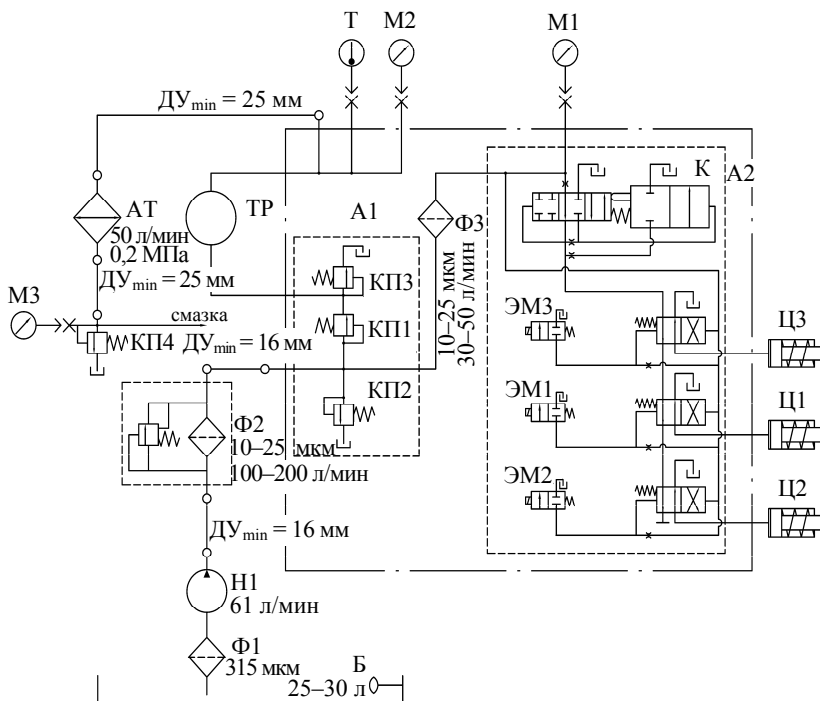 Т
М2
М1
ДУmin = 25 мм
К
А2
АТ
50 л/мин
0,2 МПа
ТР
А1
Ф3
10–25 мкм
30–50 л/мин
ДУmin = 25 мм
КП3
М3
смазка
КП4
КП1
ДУmin = 16 мм
КП2
ЭМ3
Ц3
ЭМ1
Ц1
Ф2
10–25 мкм
100–200 л/мин
ЭМ2
Ц2
ДУmin = 16 мм
Н1
61 л/мин
Ф1
315 мкм
Б
25–30 л